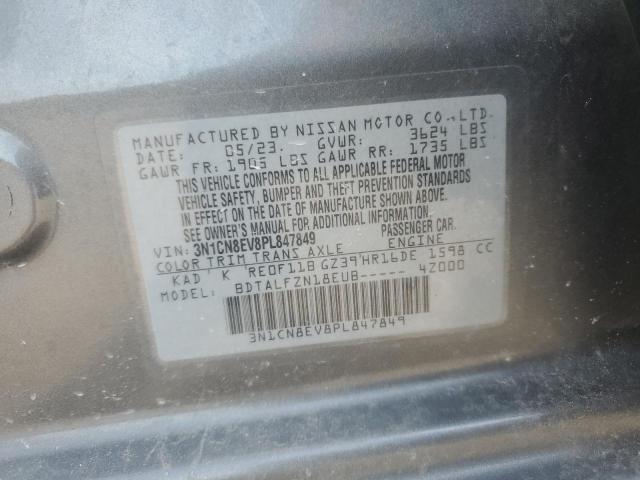 MANUFACTURED BY NISSAN MOTOR CO.,LTD.
DATE: 05/23. GVWR: 3624 LBS
GAWR FR: 1905 LBS GAWR RR: 1735 LBS
THIS VEHICLE CONFORMS TO ALL APPLICABLE FEDERAL MOTOR
VEHICLE SAFETY, BUMPER AND THEFT PREVENTION STANDARDS
IN EFFECT ON THE DATE OF MANUFACTURE SHOWN ABOVE.
SEE OWNER'S MANUAL FOR ADDITIONAL INFORMATION.
VIN: 3N1CN8EV8PL847849 PASSENGER CAR.
COLOR TRIM TRANS AXLE ENGINE
KAD K RE0F11B GZ39 HR16DE 1598 CC
MODEL: BDTALFZN18EUB----- 4Z000
3N1CN8EV8PL847849